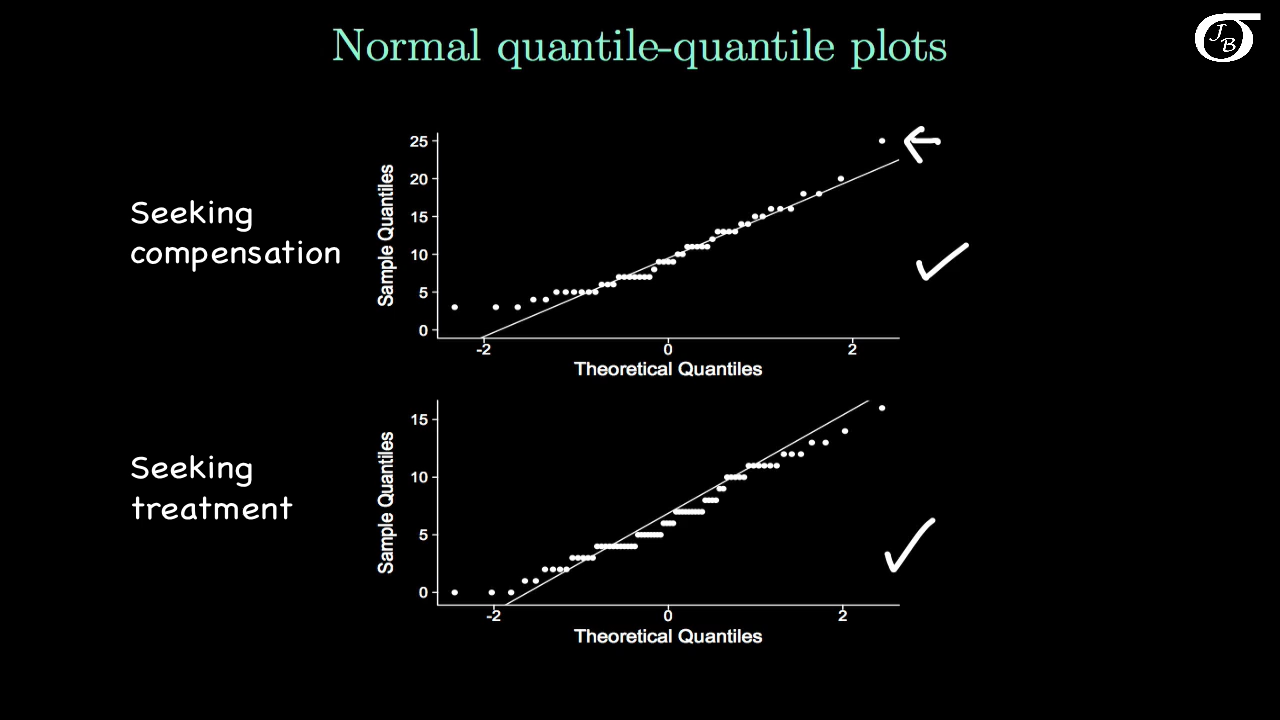 Normal quantile-quantile plots
JB
Seeking
compensation
Sample Quantiles
25
20
15
10
5
0
-2
0
2
Theoretical Quantiles
Seeking
treatment
Sample Quantiles
15
10
5
0
-2
0
2
Theoretical Quantiles